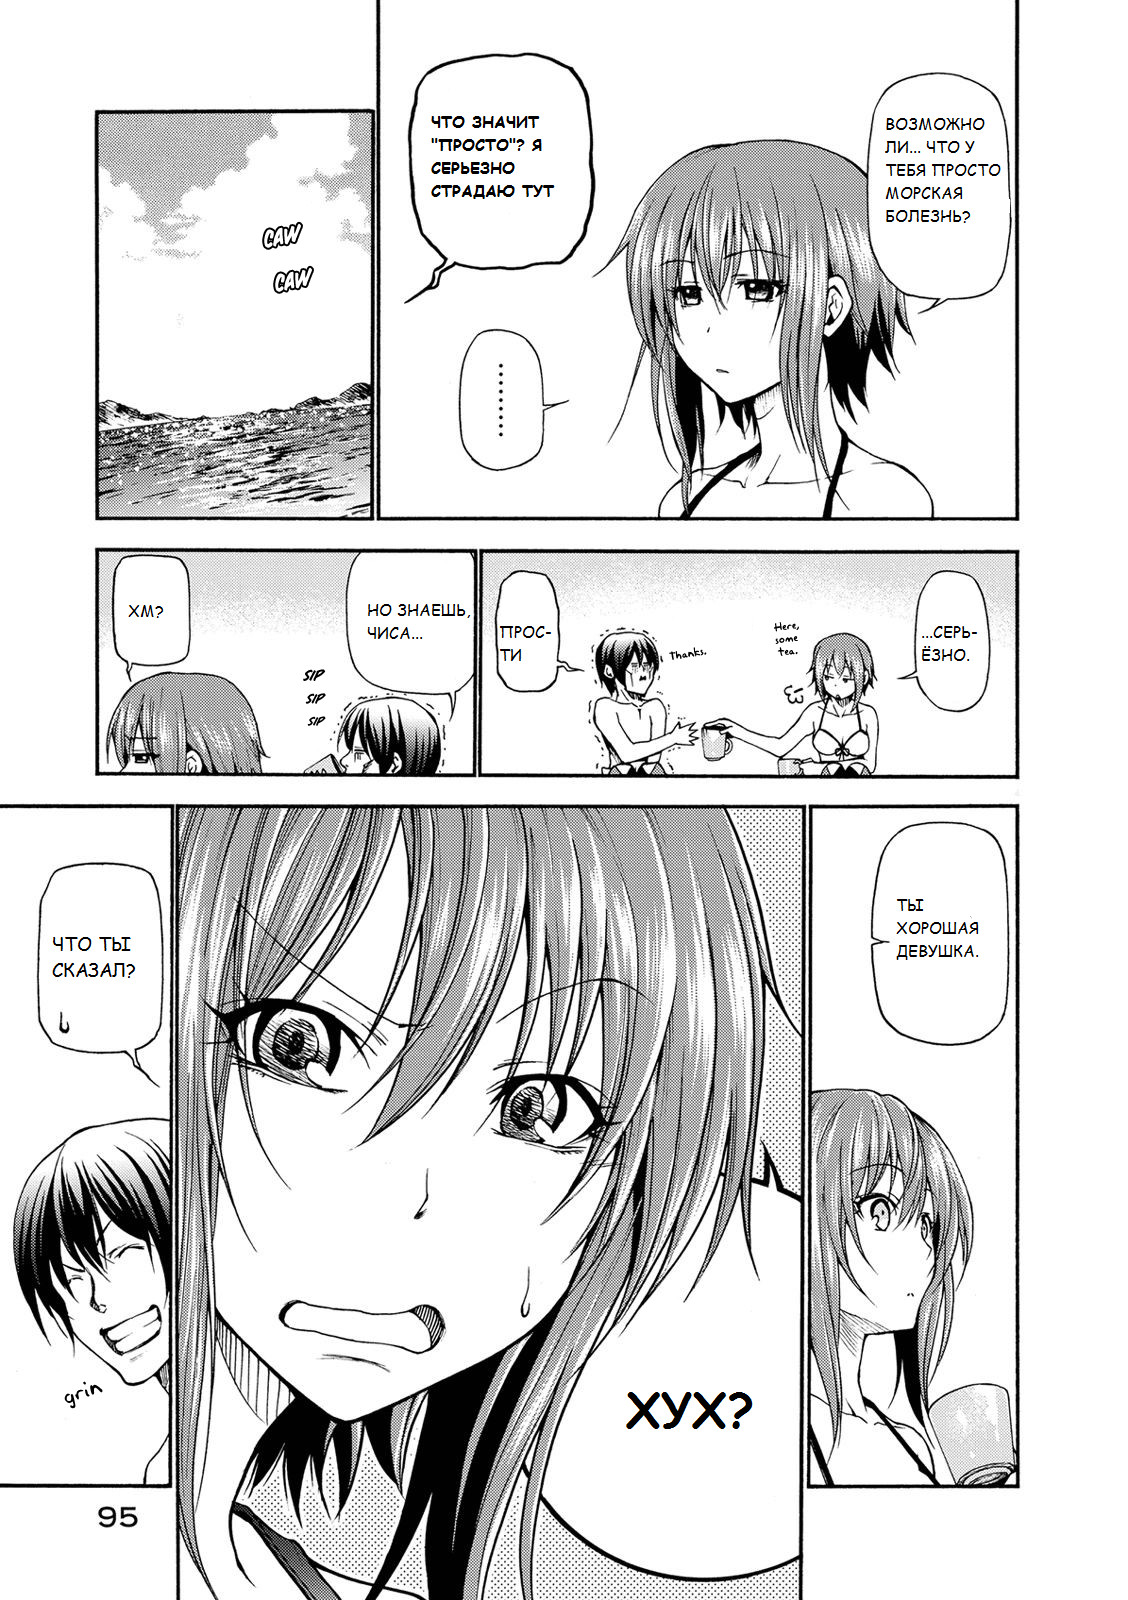 ВОЗМОЖНО
ЛИ... ЧТО У
ТЕБЯ ПРОСТО
МОРСКАЯ
БОЛЕЗНЬ?
ЧТО ЗНАЧИТ
"ПРОСТО"? Я
СЕРЬЕЗНО
СТРАДАЮ ТУТ
.........
CAW
CAW
...СЕРЬ-
ЁЗНО.
Here,
some
tea.
Thanks.
ПРОС-
ТИ
НО ЗНАЕШЬ,
ЧИСА...
SIP
SIP
SIP
ХМ?
ТЫ
ХОРОШАЯ
ДЕВУШКА.
ХУХ?
ЧТО ТЫ
СКАЗАЛ?
grin
95